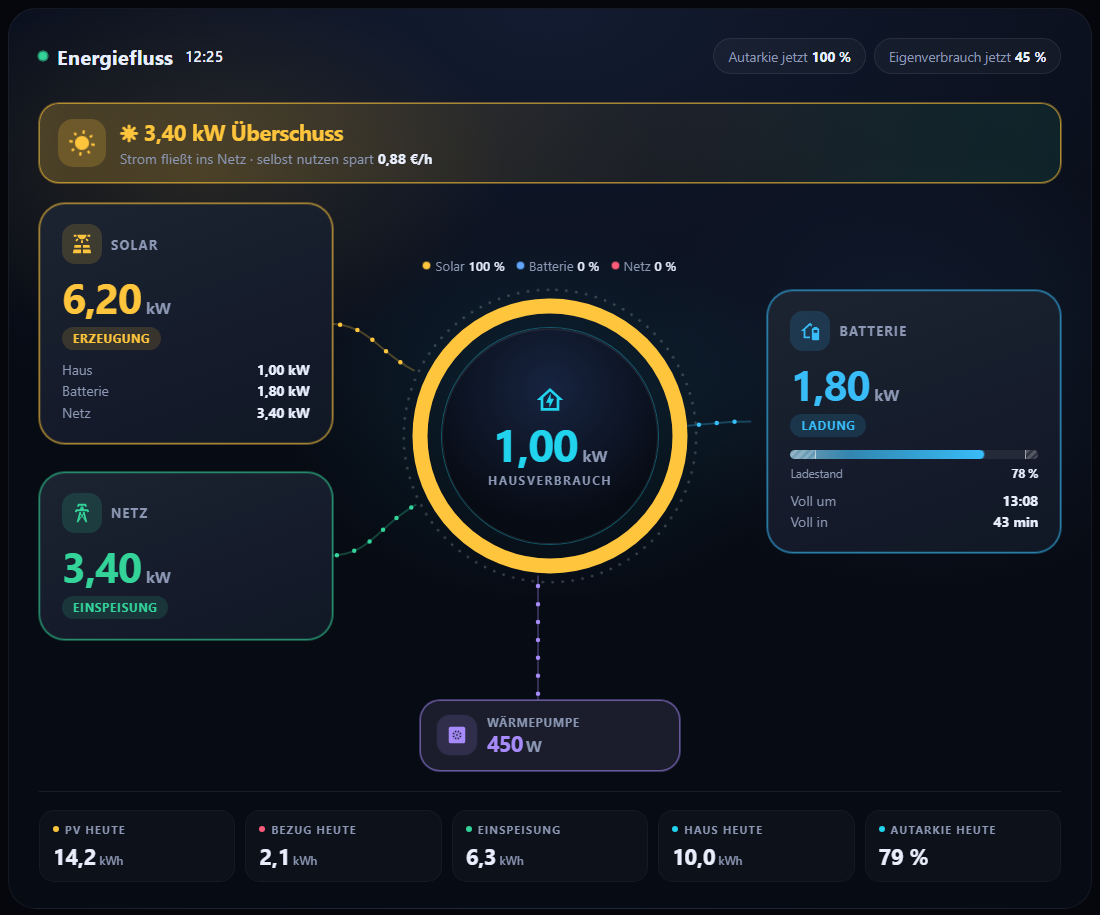 Energiefluss 12:25
Autarkie jetzt 100 %
Eigenverbrauch jetzt 45 %
☀ 3,40 kW Überschuss
Strom fließt ins Netz · selbst nutzen spart 0,88 €/h
SOLAR
6,20 kW
ERZEUGUNG
Haus 1,00 kW
Batterie 1,80 kW
Netz 3,40 kW
NETZ
3,40 kW
EINSPEISUNG
Solar 100 % Batterie 0 % Netz 0 %
1,00 kW
HAUSVERBRAUCH
BATTERIE
1,80 kW
LADUNG
Ladestand 78 %
Voll um 13:08
Voll in 43 min
WÄRMEPUMPE
450 W
PV HEUTE
14,2 kWh
BEZUG HEUTE
2,1 kWh
EINSPEISUNG
6,3 kWh
HAUS HEUTE
10,0 kWh
AUTARKIE HEUTE
79 %